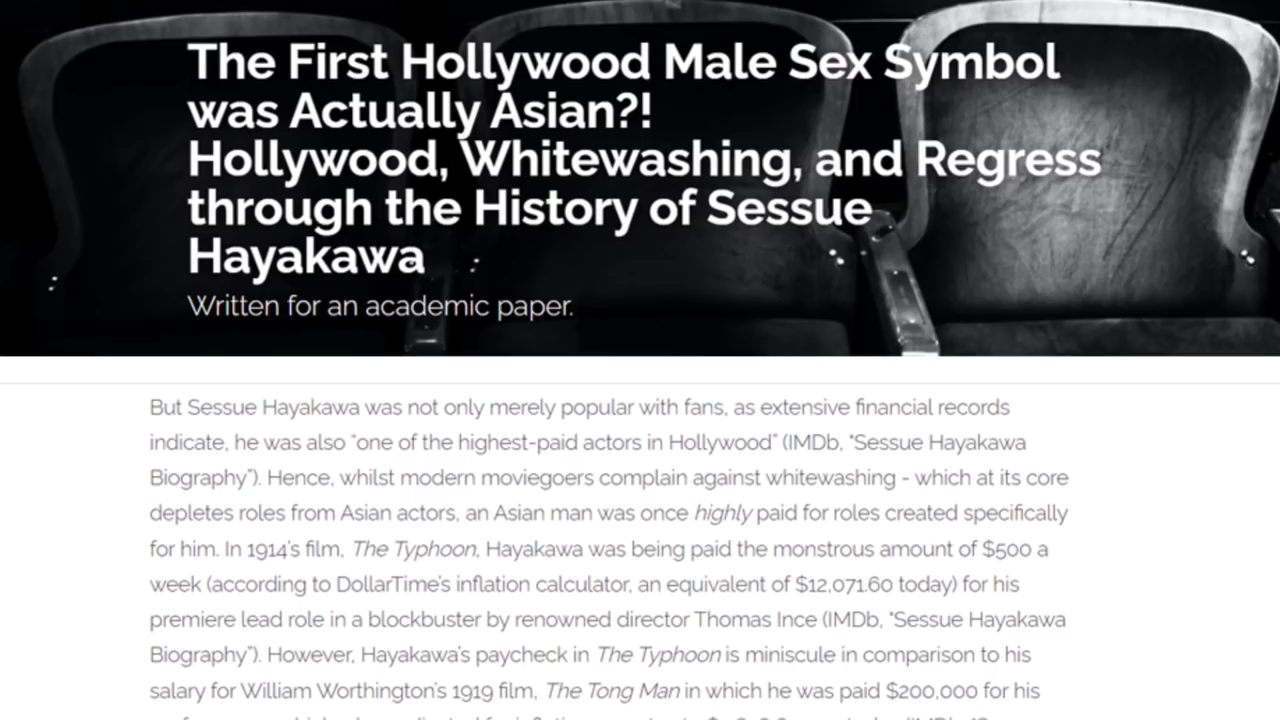 The First Hollywood Male Sex Symbol
was Actually Asian?!
Hollywood, Whitewashing, and Regress
through the History of Sessue
Hayakawa
Written for an academic paper.
But Sessue Hayakawa was not only merely popular with fans, as extensive financial records
indicate, he was also “one of the highest-paid actors in Hollywood” (IMDb, “Sessue Hayakawa
Biography”). Hence, whilst modern moviegoers complain against whitewashing - which at its core
depletes roles from Asian actors, an Asian man was once highly paid for roles created specifically
for him. In 1914’s film, The Typhoon, Hayakawa was being paid the monstrous amount of $500 a
week (according to DollarTime’s inflation calculator, an equivalent of $12,071.60 today) for his
premiere lead role in a blockbuster by renowned director Thomas Ince (IMDb, “Sessue Hayakawa
Biography”). However, Hayakawa’s paycheck in The Typhoon is miniscule in comparison to his
salary for William Worthington’s 1919 film, The Tong Man in which he was paid $200,000 for his